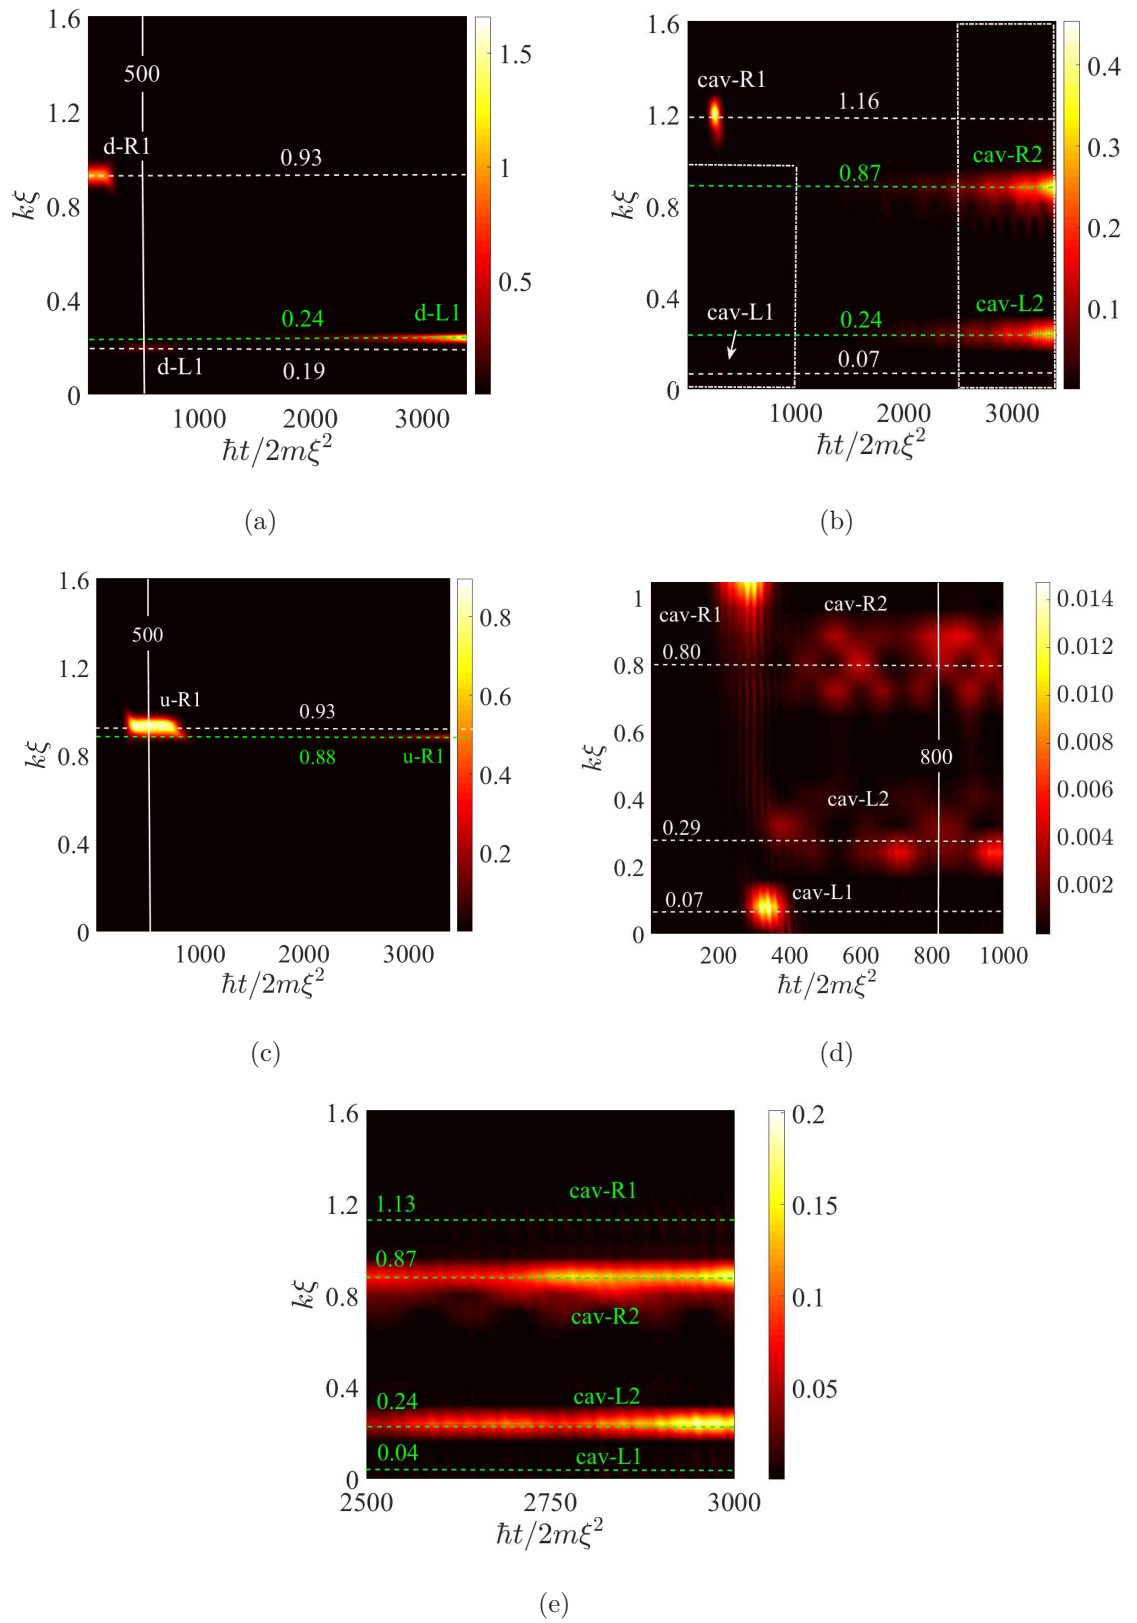 1.6
500
d-R1
1.2
0.93
0.8
kξ
0.4
0.24
d-L1
d-L1
0.19
0
1000 2000 3000
ħt/2mξ²
1.5
1
0.5
(a)
1.6
cav-R1
1.16
1.2
cav-R2
0.87
0.8
kξ
0.4
cav-L1
0.24
cav-L2
0.07
0
1000 2000 3000
ħt/2mξ²
0.4
0.3
0.2
0.1
(b)
1.6
500
1.2
u-R1
0.93
0.8
kξ
0.88
u-R1
0.4
0
1000 2000 3000
ħt/2mξ²
0.8
0.6
0.4
0.2
(c)
1
cav-R1
cav-R2
0.80
0.8
kξ
0.6
800
0.4
cav-L2
0.29
0.2
cav-L1
0.07
0
200 400 600 800 1000
ħt/2mξ²
0.014
0.012
0.010
0.008
0.006
0.004
0.002
(d)
1.6
cav-R1
1.13
1.2
0.87
kξ
0.8
cav-R2
0.4
0.24
cav-L2
0.04
cav-L1
0
2500 2750 3000
ħt/2mξ²
0.2
0.15
0.1
0.05
(e)